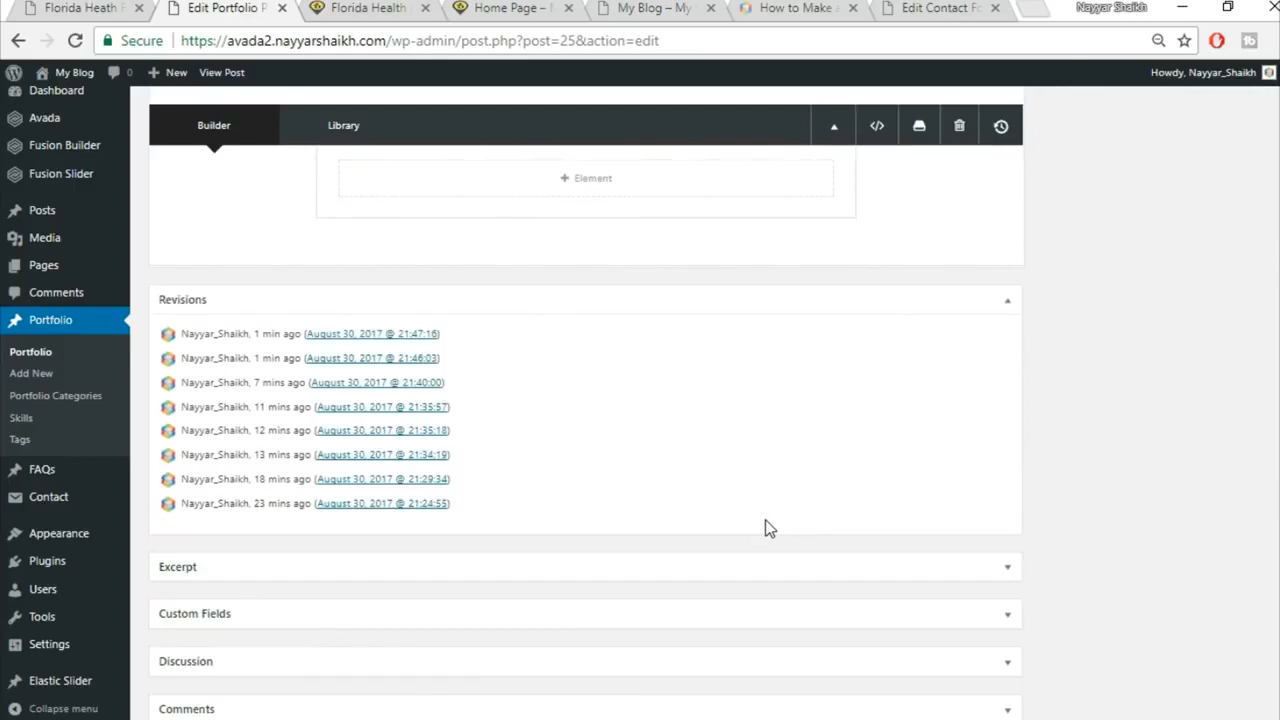 Florida Heath F
Edit Portfolio P
Florida Health
Home Page – M
My Blog – My
How to Make
Edit Contact Fo
Nayyar Shaikh
Secure https://avada2.nayyarshaikh.com/wp-admin/post.php?post=25&action=edit
My Blog 0 New View Post Howdy, Nayyar_Shaikh
Dashboard
Avada
Fusion Builder
Fusion Slider
Posts
Media
Pages
Comments
Portfolio
Portfolio
Add New
Portfolio Categories
Skills
Tags
FAQs
Contact
Appearance
Plugins
Users
Tools
Settings
Elastic Slider
Collapse menu
Builder Library
+ Element
Revisions
Nayyar_Shaikh, 1 min ago (August 30, 2017 @ 21:47:16)
Nayyar_Shaikh, 1 min ago (August 30, 2017 @ 21:46:03)
Nayyar_Shaikh, 7 mins ago (August 30, 2017 @ 21:40:00)
Nayyar_Shaikh, 11 mins ago (August 30, 2017 @ 21:35:57)
Nayyar_Shaikh, 12 mins ago (August 30, 2017 @ 21:35:18)
Nayyar_Shaikh, 13 mins ago (August 30, 2017 @ 21:34:19)
Nayyar_Shaikh, 18 mins ago (August 30, 2017 @ 21:29:34)
Nayyar_Shaikh, 23 mins ago (August 30, 2017 @ 21:24:55)
Excerpt
Custom Fields
Discussion
Comments